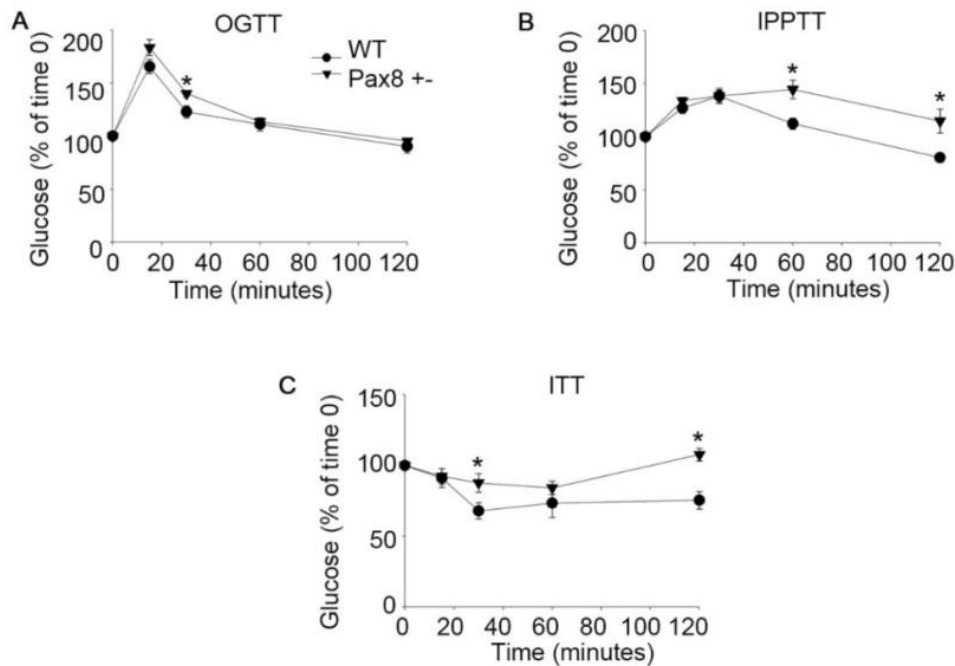 A
OGTT
Glucose (% of time 0)
200
150
100
50
0
WT
Pax8 +-
*
0 20 40 60 80 100 120
Time (minutes)
B
IPPTT
Glucose (% of time 0)
200
150
100
50
0
*
*
0 20 40 60 80 100 120
Time (minutes)
C
ITT
Glucose (% of time 0)
150
100
50
0
*
*
0 20 40 60 80 100 120
Time (minutes)